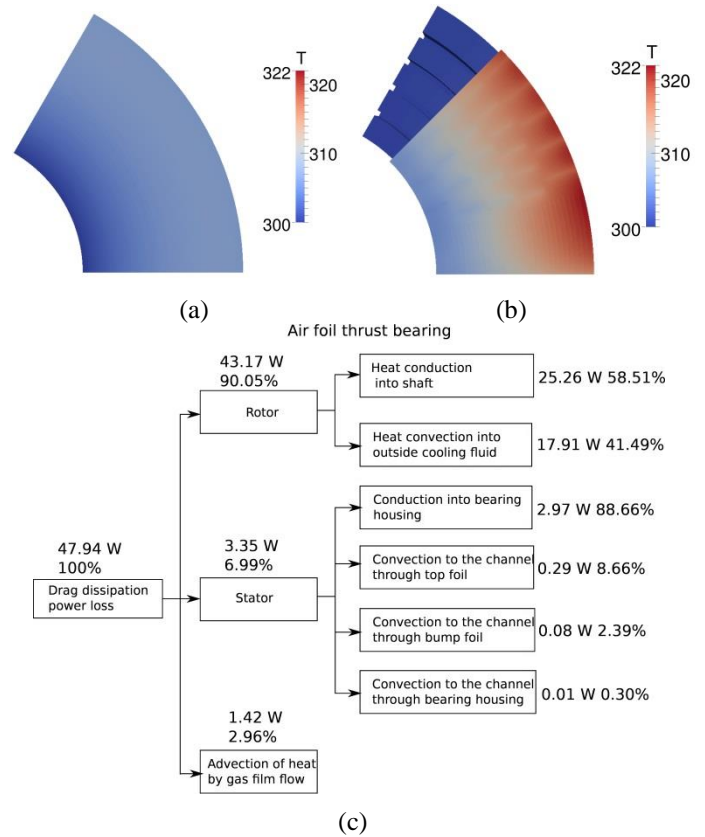 T
322
320
310
300
T
322
320
310
300
(a)
(b)
Air foil thrust bearing
43.17 W
90.05%
Rotor
Heat conduction
into shaft
25.26 W 58.51%
Heat convection into
outside cooling fluid
17.91 W 41.49%
47.94 W
100%
Drag dissipation
power loss
3.35 W
6.99%
Stator
Conduction into bearing
housing
2.97 W 88.66%
Convection to the channel
through top foil
0.29 W 8.66%
Convection to the channel
through bump foil
0.08 W 2.39%
Convection to the channel
through bearing housing
0.01 W 0.30%
1.42 W
2.96%
Advection of heat
by gas film flow
(c)